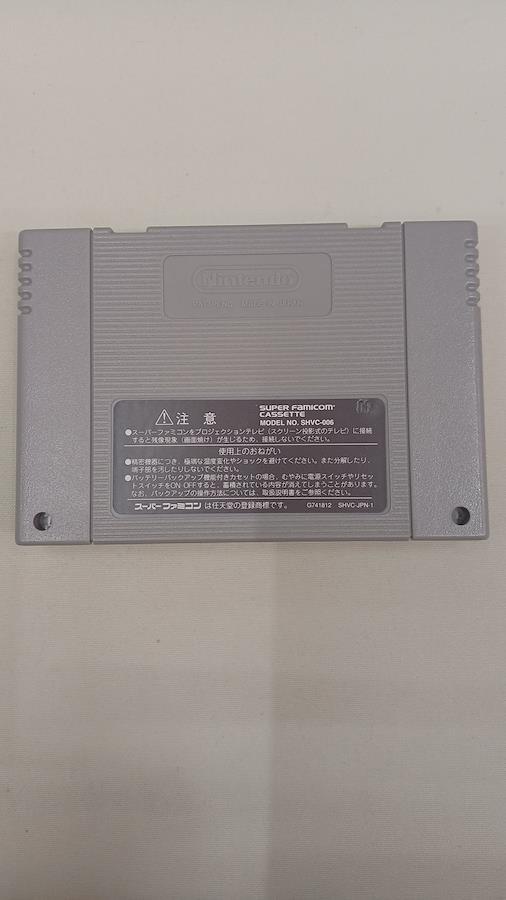 Nintendo
PAT.PEND. MADE IN JAPAN
注意
SUPER FAMICOM
CASSETTE
MODEL NO. SHVC-006
●スーパーファミコンをプロジェクションテレビ(スクリーン投影式のテレビ)に接続
すると残像現象(画面焼け)が生じるため、接続しないでください。
使用上のおねがい
●精密機器につき、極端な温度変化やショックを避けてください。また分解したり、
端子部を汚したりしないでください。
●バッテリーバックアップ機能付きカセットの場合、むやみに電源スイッチやリセッ
トスイッチをON OFFすると、蓄積されている内容が消えてしまうことがあります。
なお、バックアップの操作方法については、取扱説明書をご参照ください。
スーパーファミコン は任天堂の登録商標です。
G741812 SHVC-JPN-1